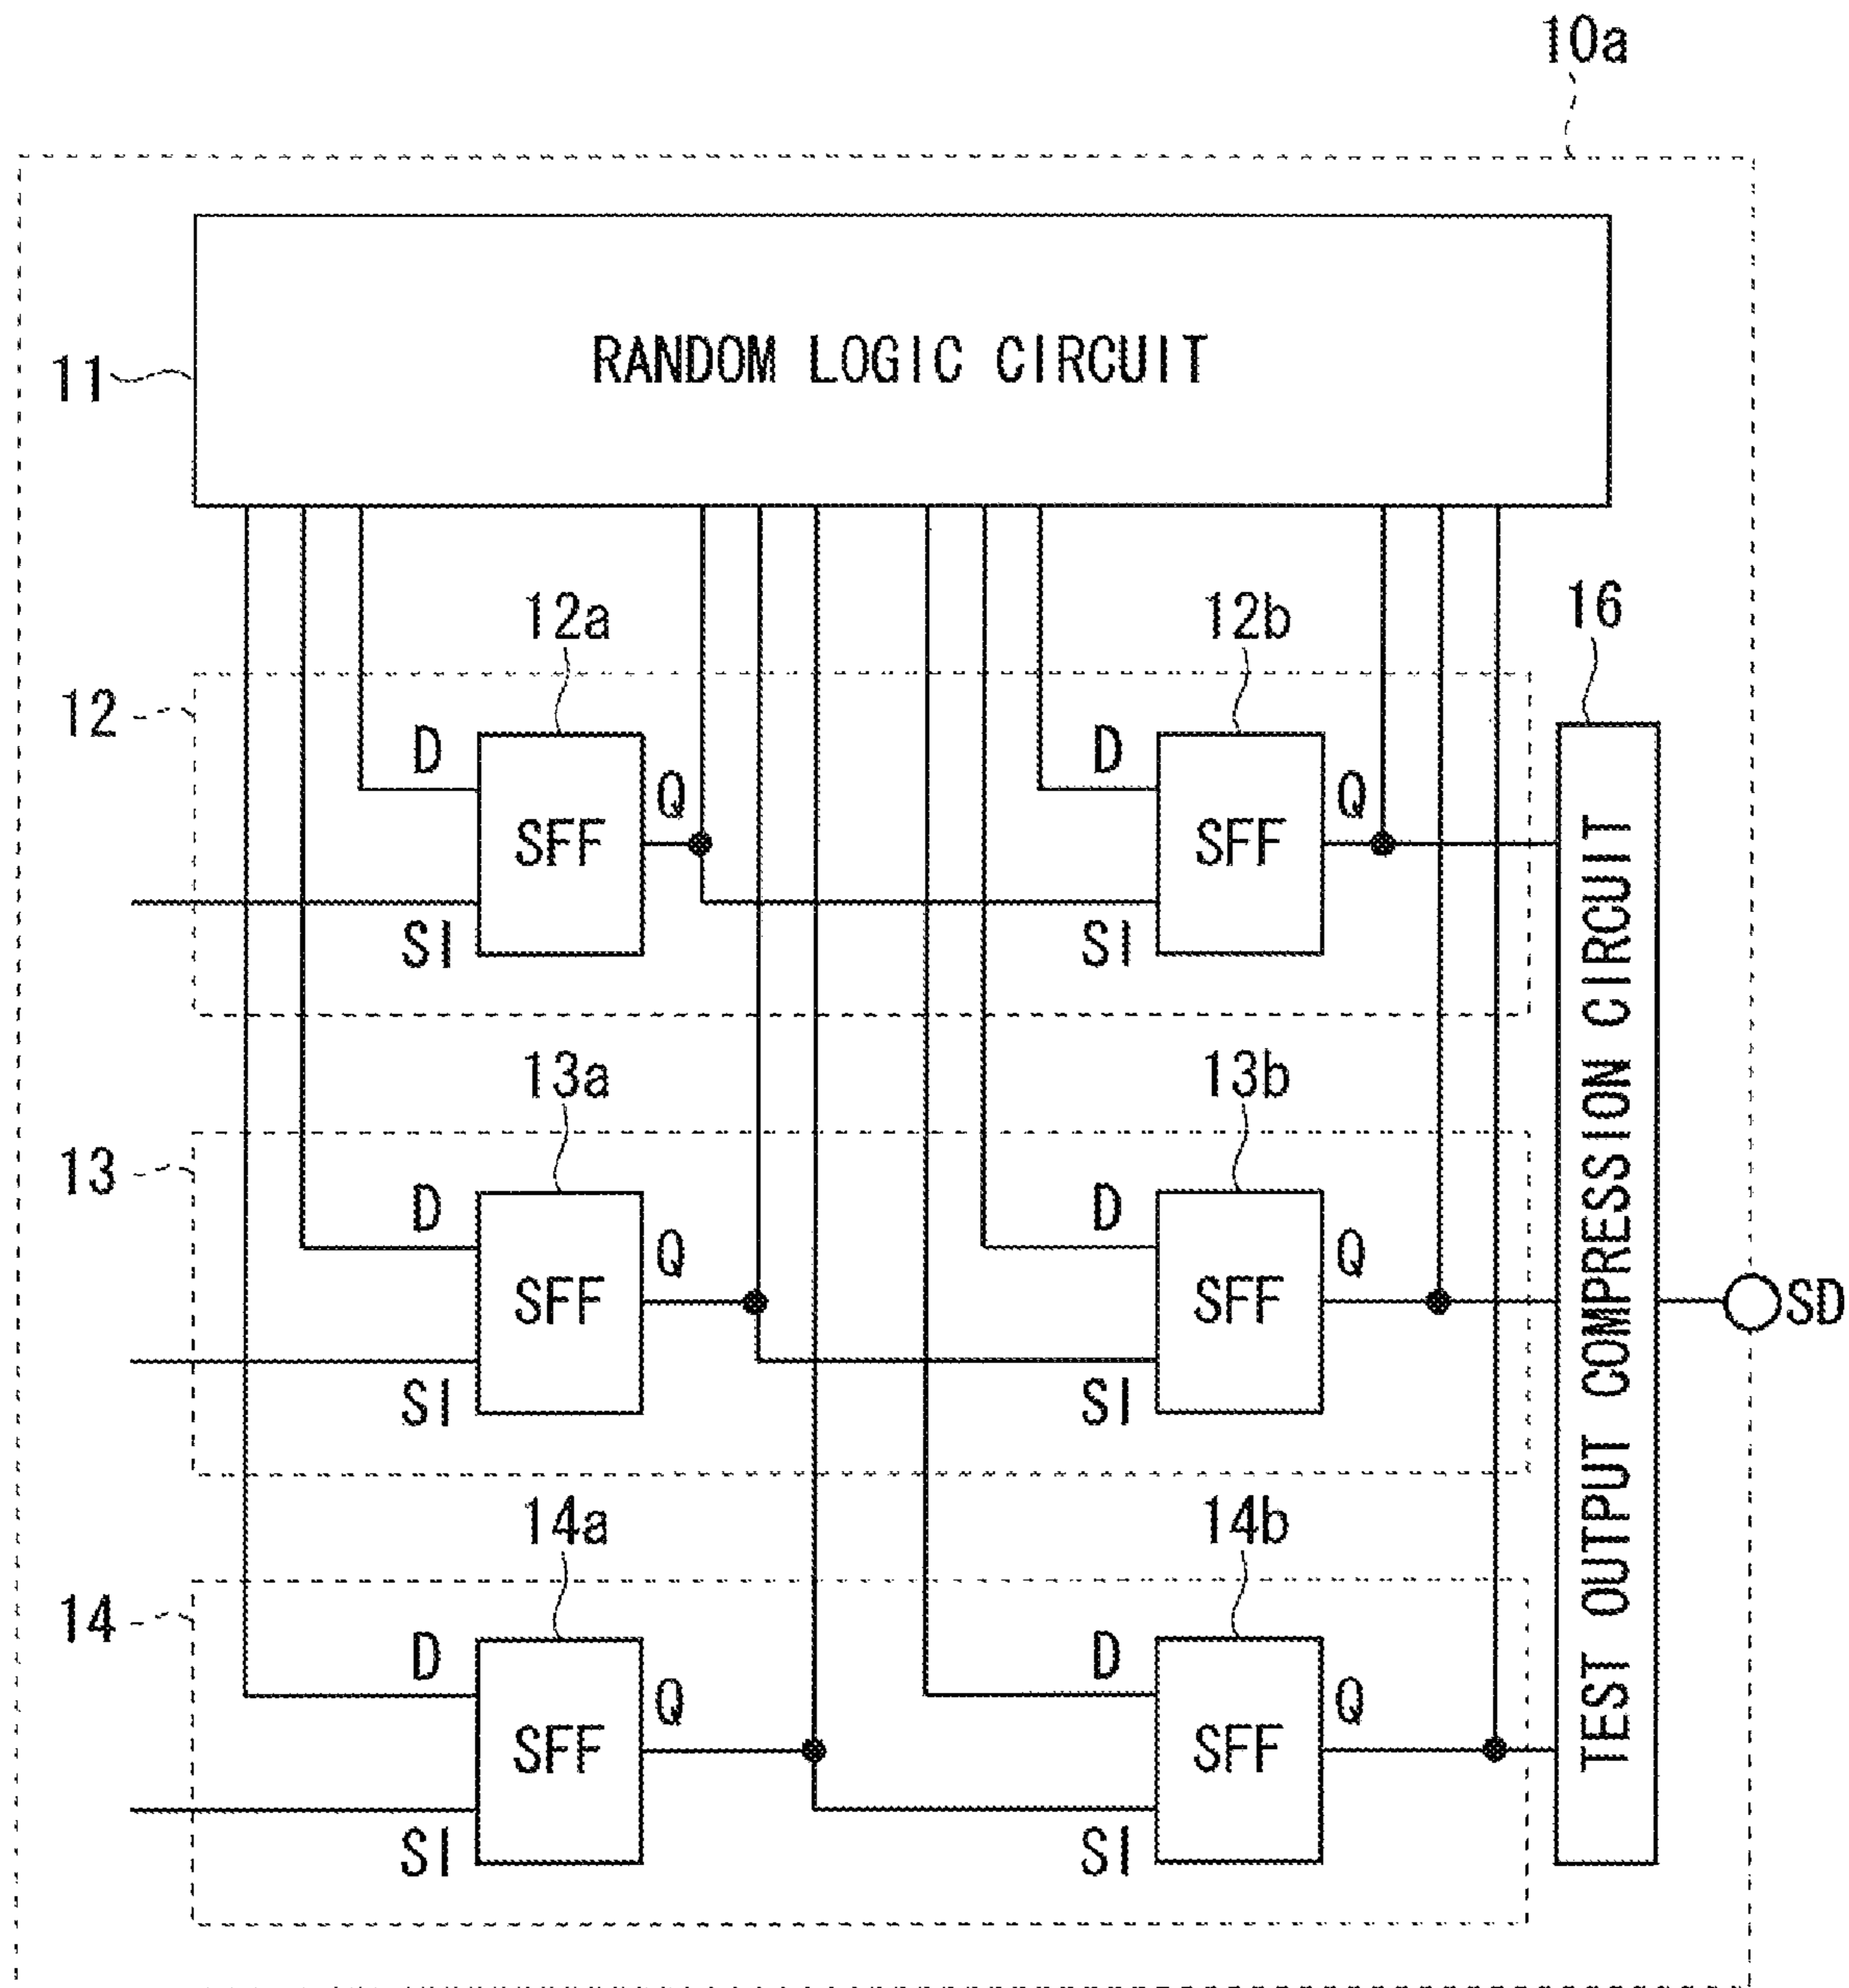 10a
RANDOM LOGIC CIRCUIT
11
12a
12b
16
12
D
SFF
Q
SI
D
SFF
Q
SI
13a
13b
13
D
SFF
Q
SI
D
SFF
Q
SI
TEST OUTPUT COMPRESSION CIRCUIT
SD
14a
14b
14
D
SFF
Q
SI
D
SFF
Q
SI